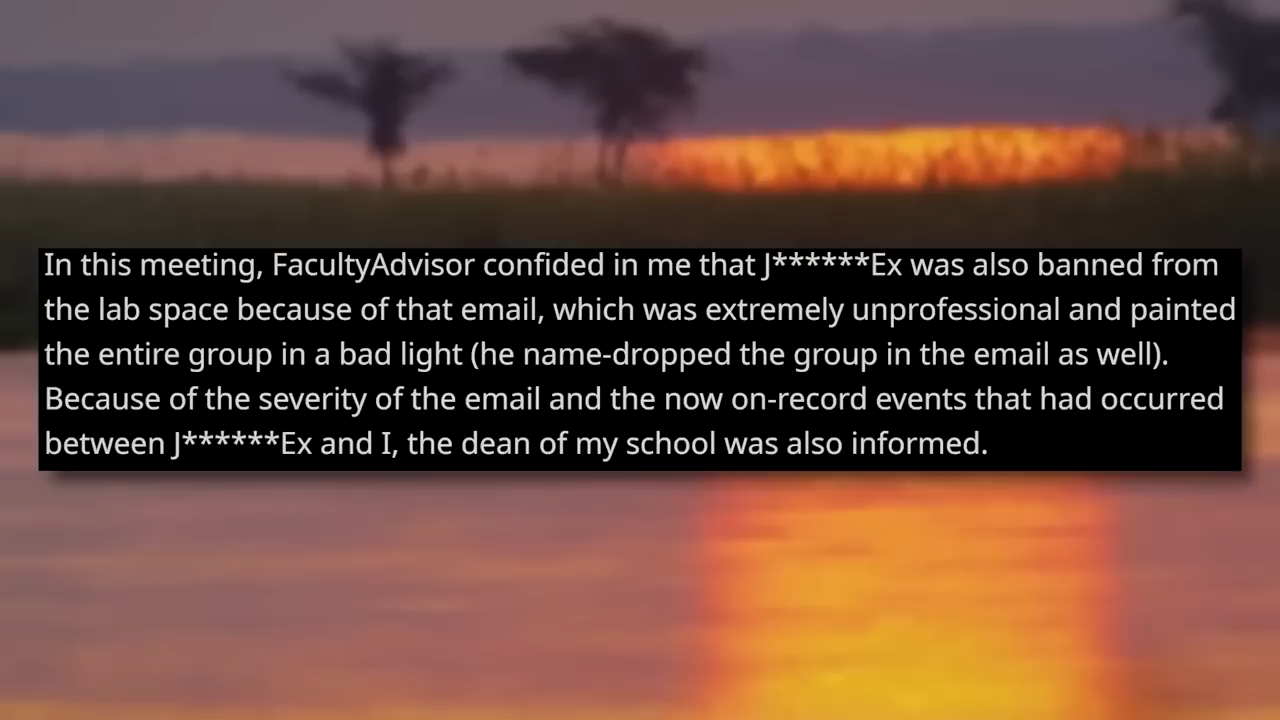 In this meeting, FacultyAdvisor confided in me that J******Ex was also banned from
the lab space because of that email, which was extremely unprofessional and painted
the entire group in a bad light (he name-dropped the group in the email as well).
Because of the severity of the email and the now on-record events that had occurred
between J******Ex and I, the dean of my school was also informed.